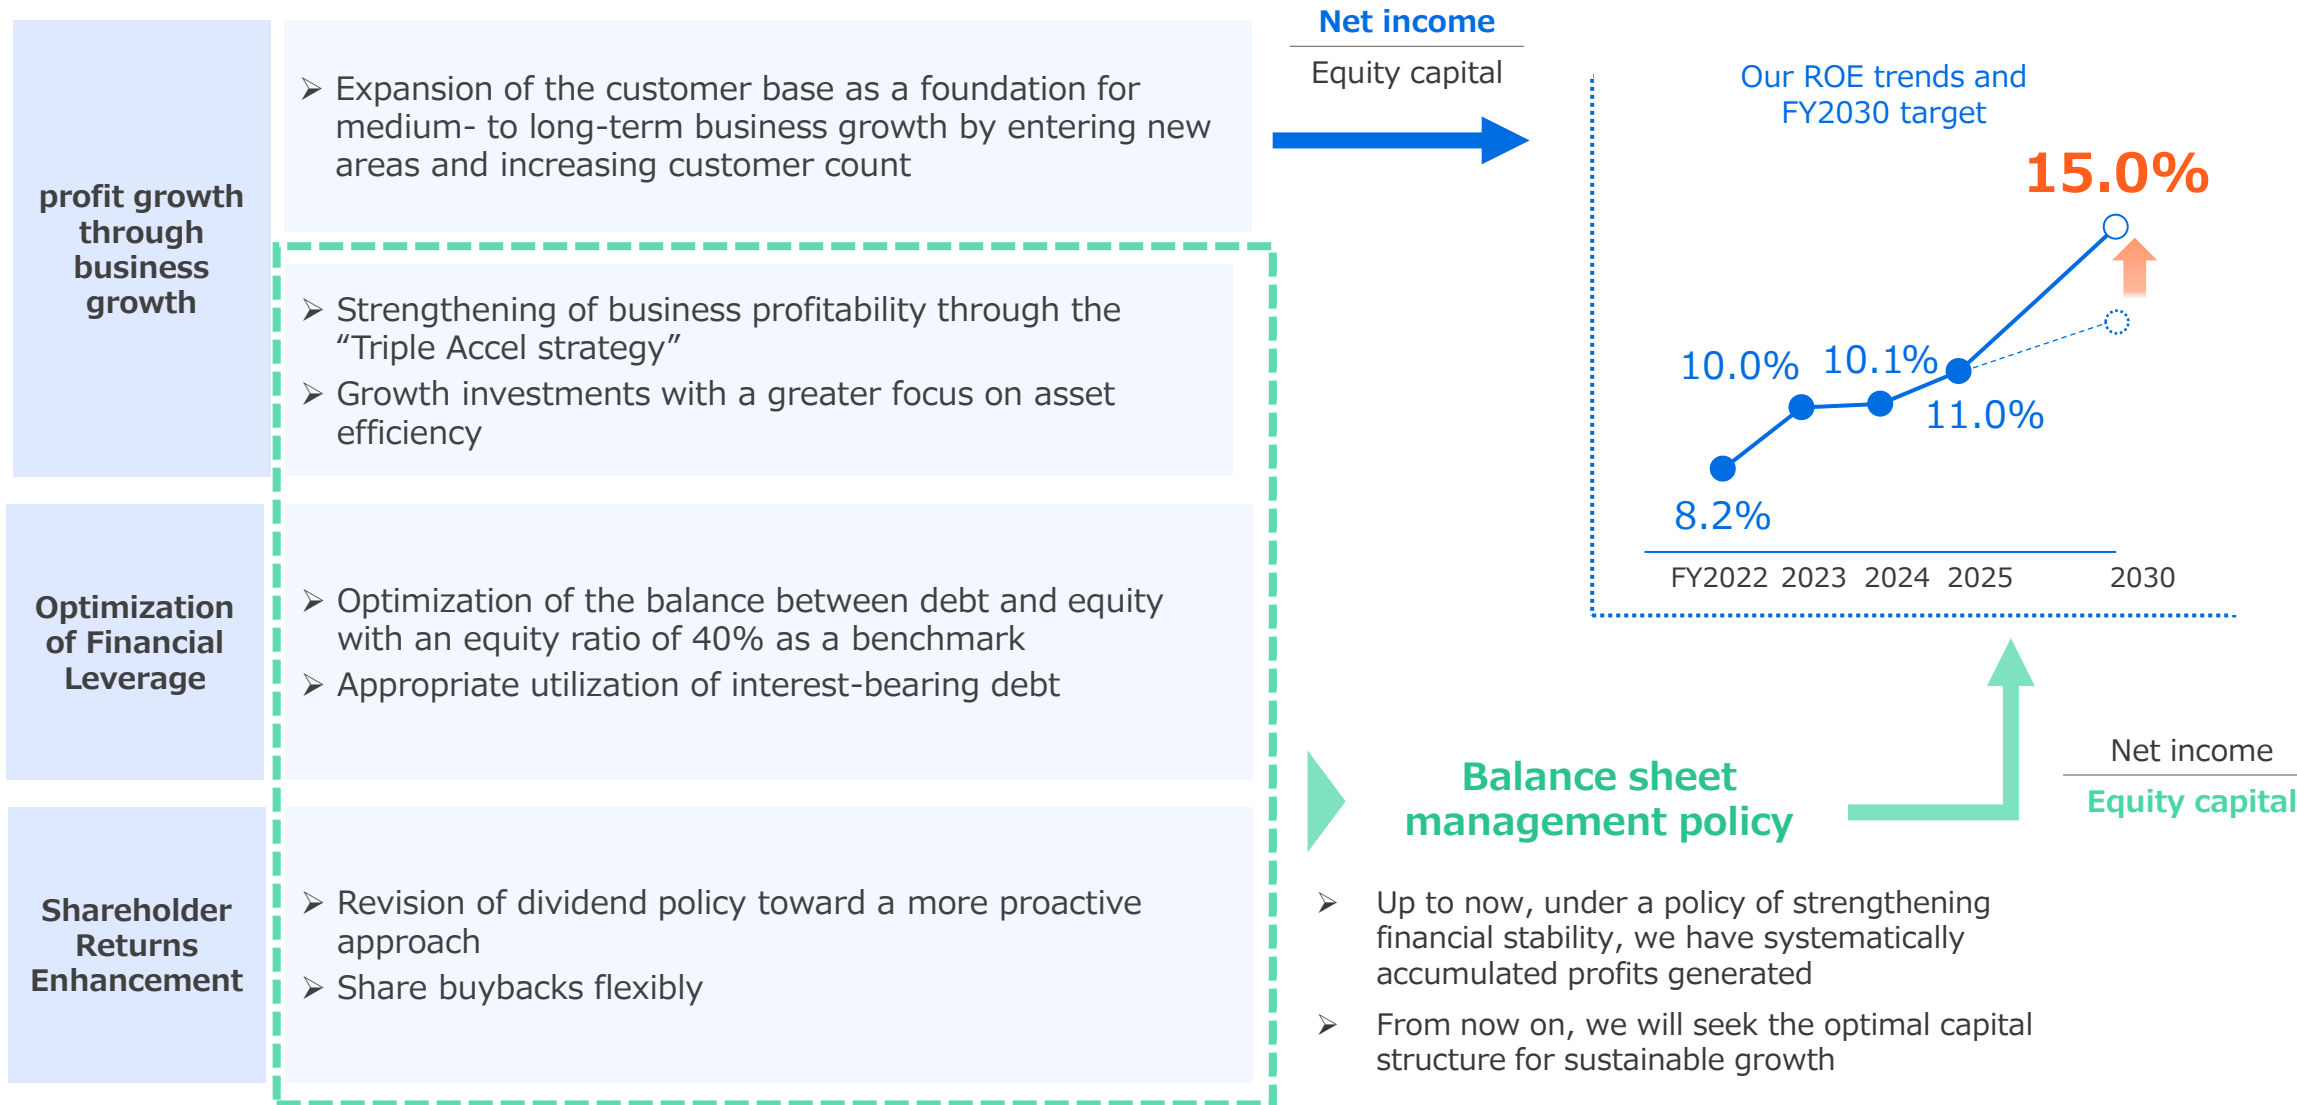 profit growth
through
business
growth
➢ Expansion of the customer base as a foundation for
medium- to long-term business growth by entering new
areas and increasing customer count
➢ Strengthening of business profitability through the
“Triple Accel strategy”
➢ Growth investments with a greater focus on asset
efficiency
Optimization
of Financial
Leverage
➢ Optimization of the balance between debt and equity
with an equity ratio of 40% as a benchmark
➢ Appropriate utilization of interest-bearing debt
Shareholder
Returns
Enhancement
➢ Revision of dividend policy toward a more proactive
approach
➢ Share buybacks flexibly
Net income
Equity capital
Our ROE trends and
FY2030 target
15.0%
10.0% 10.1%
11.0%
8.2%
FY2022 2023 2024 2025 2030
Net income
Equity capital
Balance sheet
management policy
➢ Up to now, under a policy of strengthening
financial stability, we have systematically
accumulated profits generated
➢ From now on, we will seek the optimal capital
structure for sustainable growth